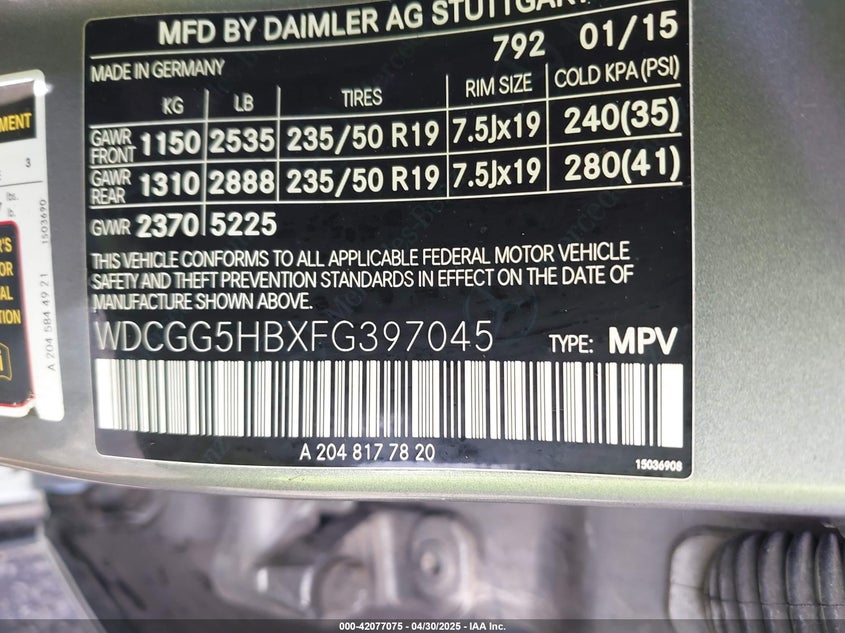 MFD BY DAIMLER AG STUTTGART
792 01/15
MADE IN GERMANY
KG LB TIRES RIM SIZE COLD KPA(PSI)
GAWR FRONT 1150 2535 235/50 R19 7.5Jx19 240(35)
GAWR REAR 1310 2888 235/50 R19 7.5Jx19 280(41)
GVWR 2370 5225
THIS VEHICLE CONFORMS TO ALL APPLICABLE FEDERAL MOTOR VEHICLE
SAFETY AND THEFT PREVENTION STANDARDS IN EFFECT ON THE DATE OF
MANUFACTURE SHOWN ABOVE.
WDCGG5HBXFG397045 TYPE: MPV
A 204 817 78 20
15036908
A 204 584 49 21 1503690
000-42077075 - 04/30/2025 - IAA Inc.